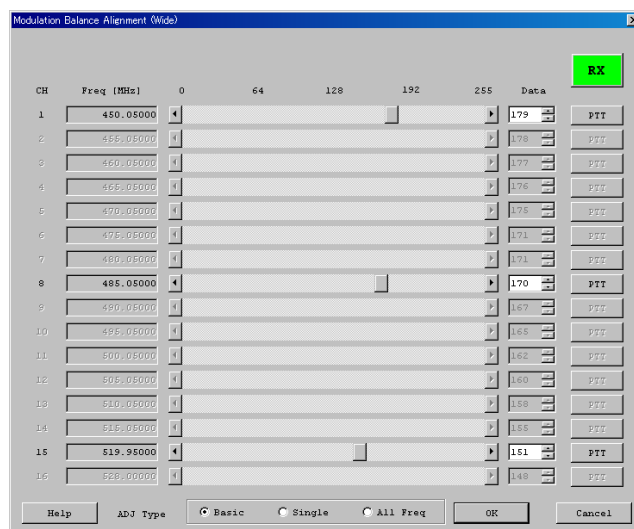 Modulation Balance Alignment (Wide)
RX
CH Freq [MHz] 0 64 128 192 255 Data
1 450.05000 179 PTT
2 455.05000 178 PTT
3 460.05000 177 PTT
4 465.05000 176 PTT
5 470.05000 175 PTT
6 475.05000 171 PTT
7 480.05000 171 PTT
8 485.05000 170 PTT
9 490.05000 167 PTT
10 495.05000 165 PTT
11 500.05000 162 PTT
12 505.05000 160 PTT
13 510.05000 158 PTT
14 515.05000 155 PTT
15 519.95000 151 PTT
16 528.00000 148 PTT
Help ADJ Type Basic Single All Freq OK Cancel